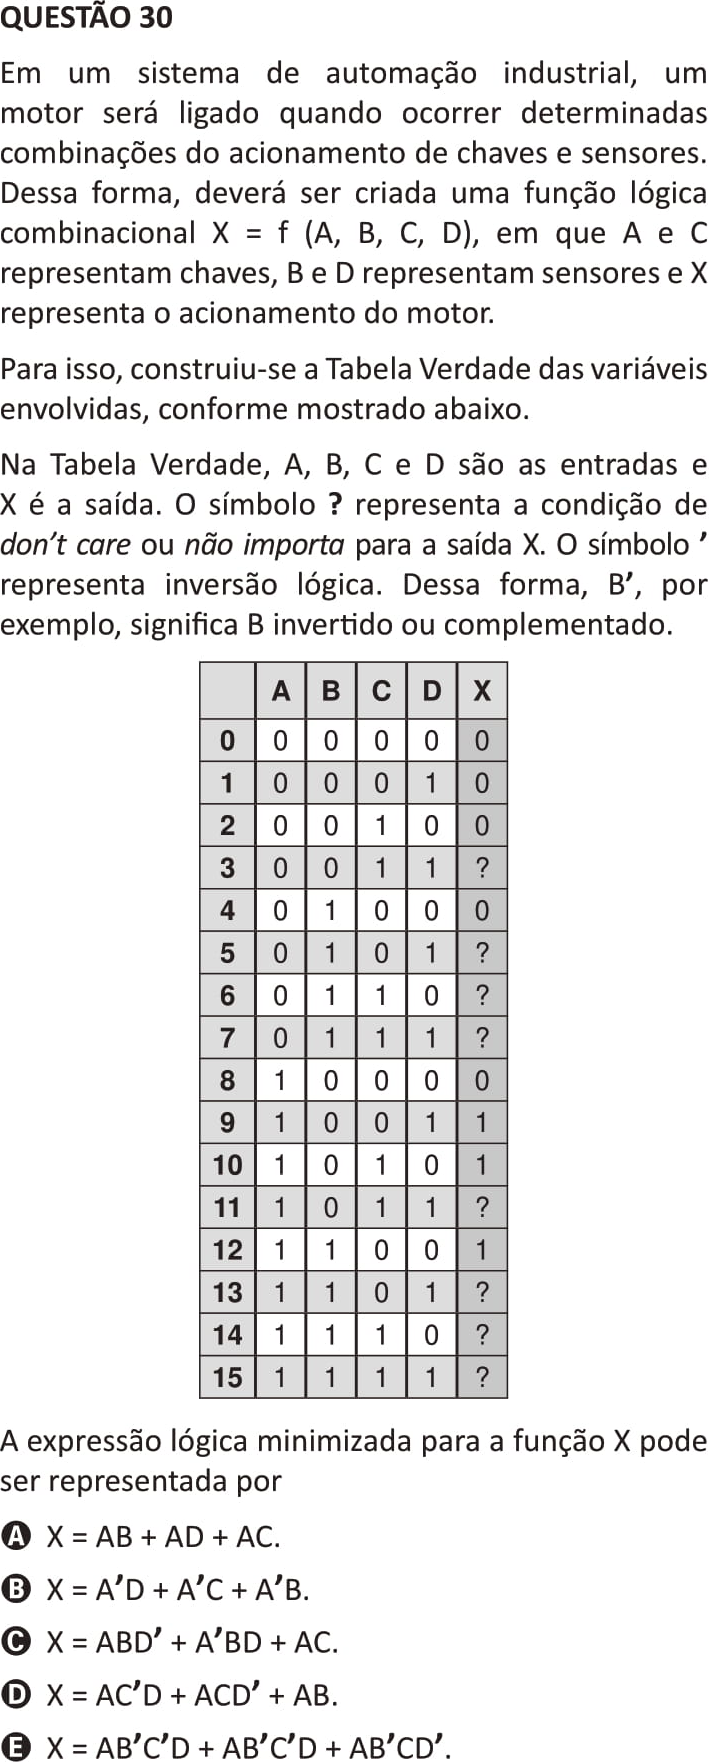 QUESTÃO 30
Em um sistema de automação industrial, um
motor será ligado quando ocorrer determinadas
combinações do acionamento de chaves e sensores.
Dessa forma, deverá ser criada uma função lógica
combinacional X = f (A, B, C, D), em que A e C
representam chaves, B e D representam sensores e X
representa o acionamento do motor.
Para isso, construiu-se a Tabela Verdade das variáveis
envolvidas, conforme mostrado abaixo.
Na Tabela Verdade, A, B, C e D são as entradas e
X é a saída. O símbolo ? representa a condição de
don't care ou não importa para a saída X. O símbolo ′
representa inversão lógica. Dessa forma, B′, por
exemplo, significa B invertido ou complementado.
A B C D X
0 0 0 0 0 0
1 0 0 0 1 0
2 0 0 1 0 0
3 0 0 1 1 ?
4 0 1 0 0 0
5 0 1 0 1 ?
6 0 1 1 0 ?
7 0 1 1 1 ?
8 1 0 0 0 0
9 1 0 0 1 1
10 1 0 1 0 1
11 1 0 1 1 ?
12 1 1 0 0 1
13 1 1 0 1 ?
14 1 1 1 0 ?
15 1 1 1 1 ?
A expressão lógica minimizada para a função X pode
ser representada por
A X = AB + AD + AC.
B X = A′D + A′C + A′B.
C X = ABD′ + A′BD + AC.
D X = AC′D + ACD′ + AB.
E X = AB′C′D + AB′C′D + AB′CD′.